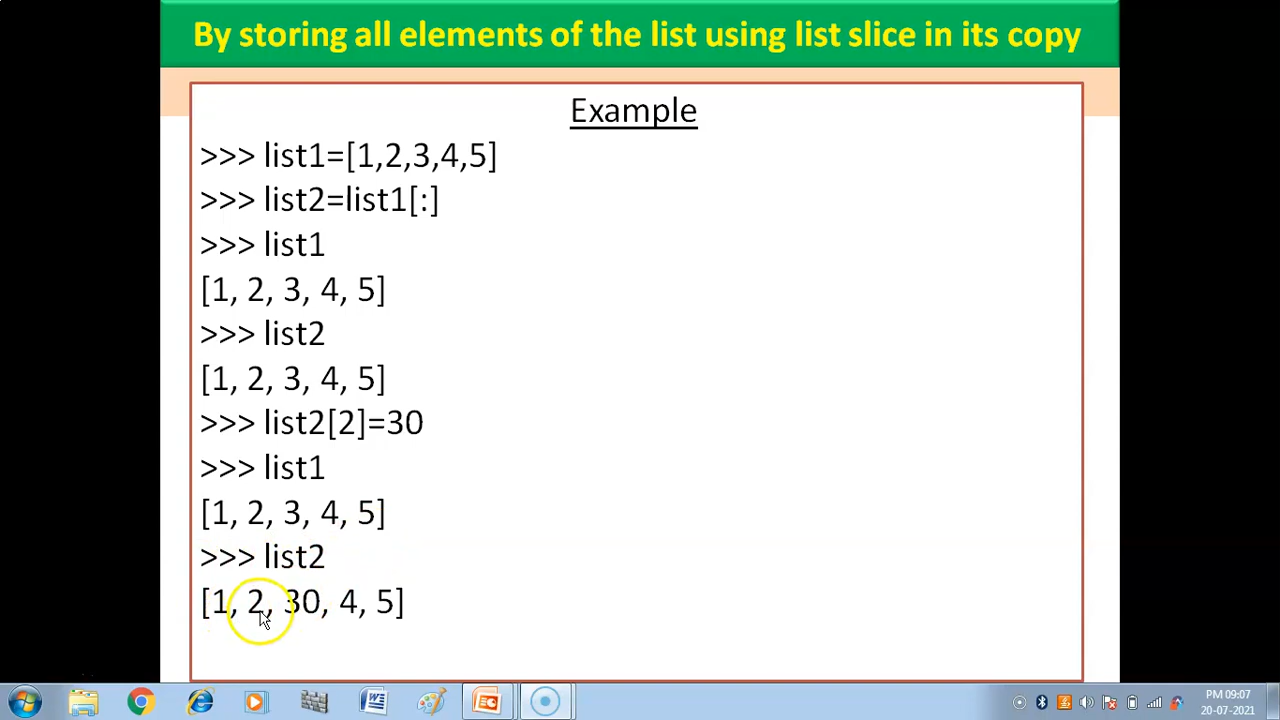 By storing all elements of the list using list slice in its copy
Example
>>> list1=[1,2,3,4,5]
>>> list2=list1[:]
>>> list1
[1, 2, 3, 4, 5]
>>> list2
[1, 2, 3, 4, 5]
>>> list2[2]=30
>>> list1
[1, 2, 3, 4, 5]
>>> list2
[1, 2, 30, 4, 5]
PM 09:07
20-07-2021